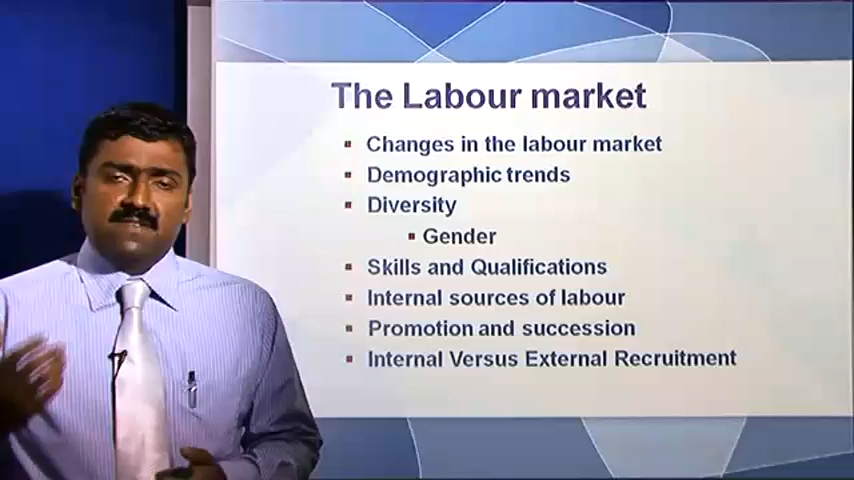 The Labour market
Changes in the labour market
Demographic trends
Diversity
Gender
Skills and Qualifications
Internal sources of labour
Promotion and succession
Internal Versus External Recruitment